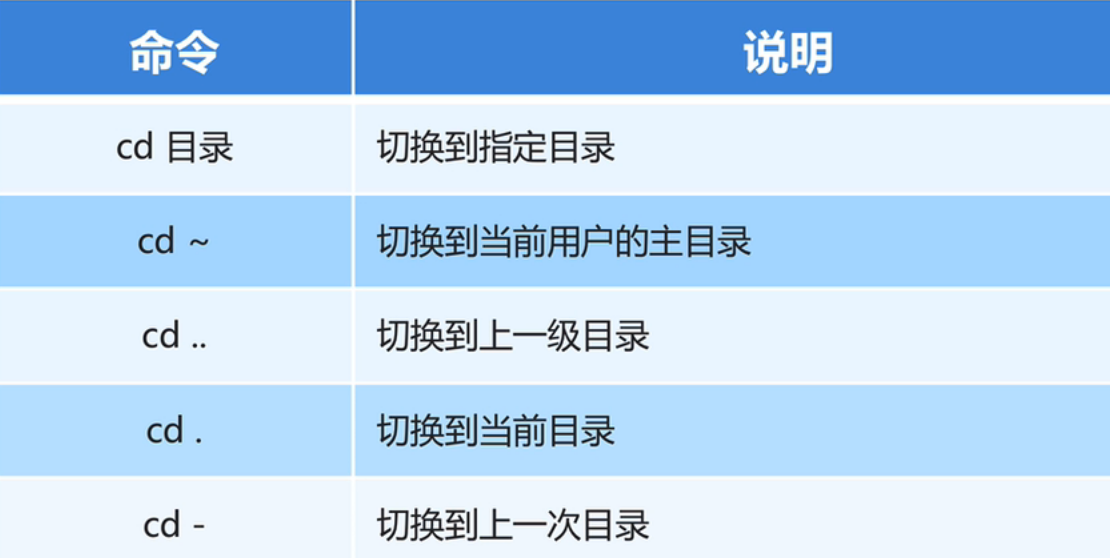 命令 说明
cd 目录 切换到指定目录
cd ~ 切换到当前用户的主目录
cd .. 切换到上一级目录
cd . 切换到当前目录
cd - 切换到上一次目录